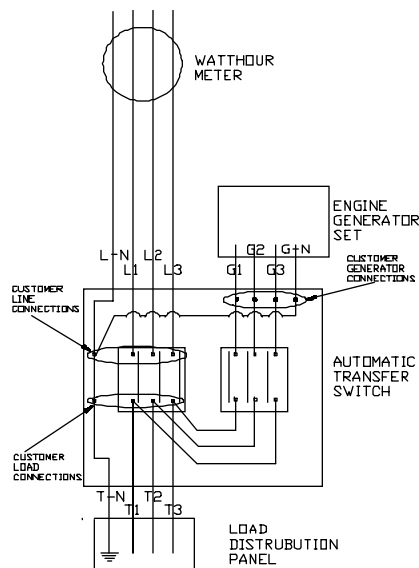 WATTHOUR
METER
ENGINE
GENERATOR
SET
L-N L2
L1 L3
G2 G-N
G1 G3
CUSTOMER
GENERATOR
CONNECTIONS
CUSTOMER
LINE
CONNECTIONS
AUTOMATIC
TRANSFER
SWITCH
CUSTOMER
LOAD
CONNECTIONS
T-N T2
T1 T3
LOAD
DISTRUBUTION
PANEL